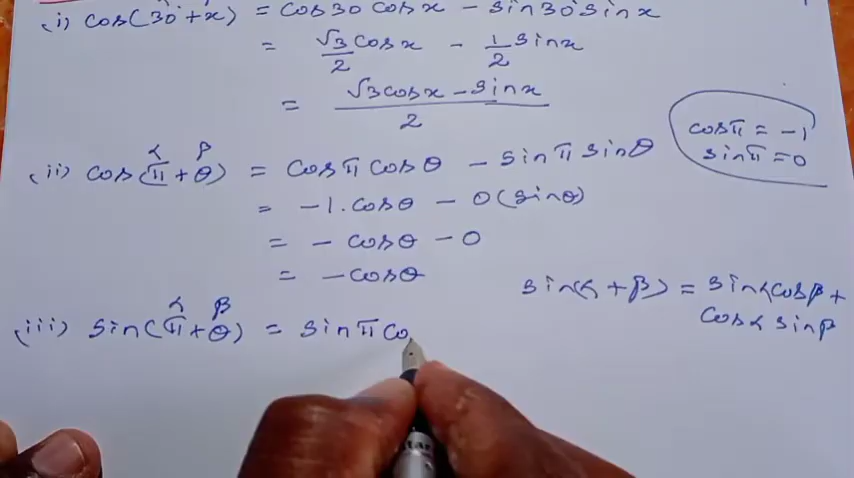 (i) cos(30°+x) = cos30 cosx - sin30°sinx
= √3/2 cosx - 1/2 sinx
= √3cosx - sinx / 2
cosπ = -1
sinπ = 0
α β
(ii) cos(π+θ) = cosπ cosθ - sinπ sinθ
= -1.cosθ - 0(sinθ)
= - cosθ - 0
= - cosθ
sin(α+β) = sinαcosβ +
cosα sinβ
α β
(iii) sin(π+θ) = sinπ co